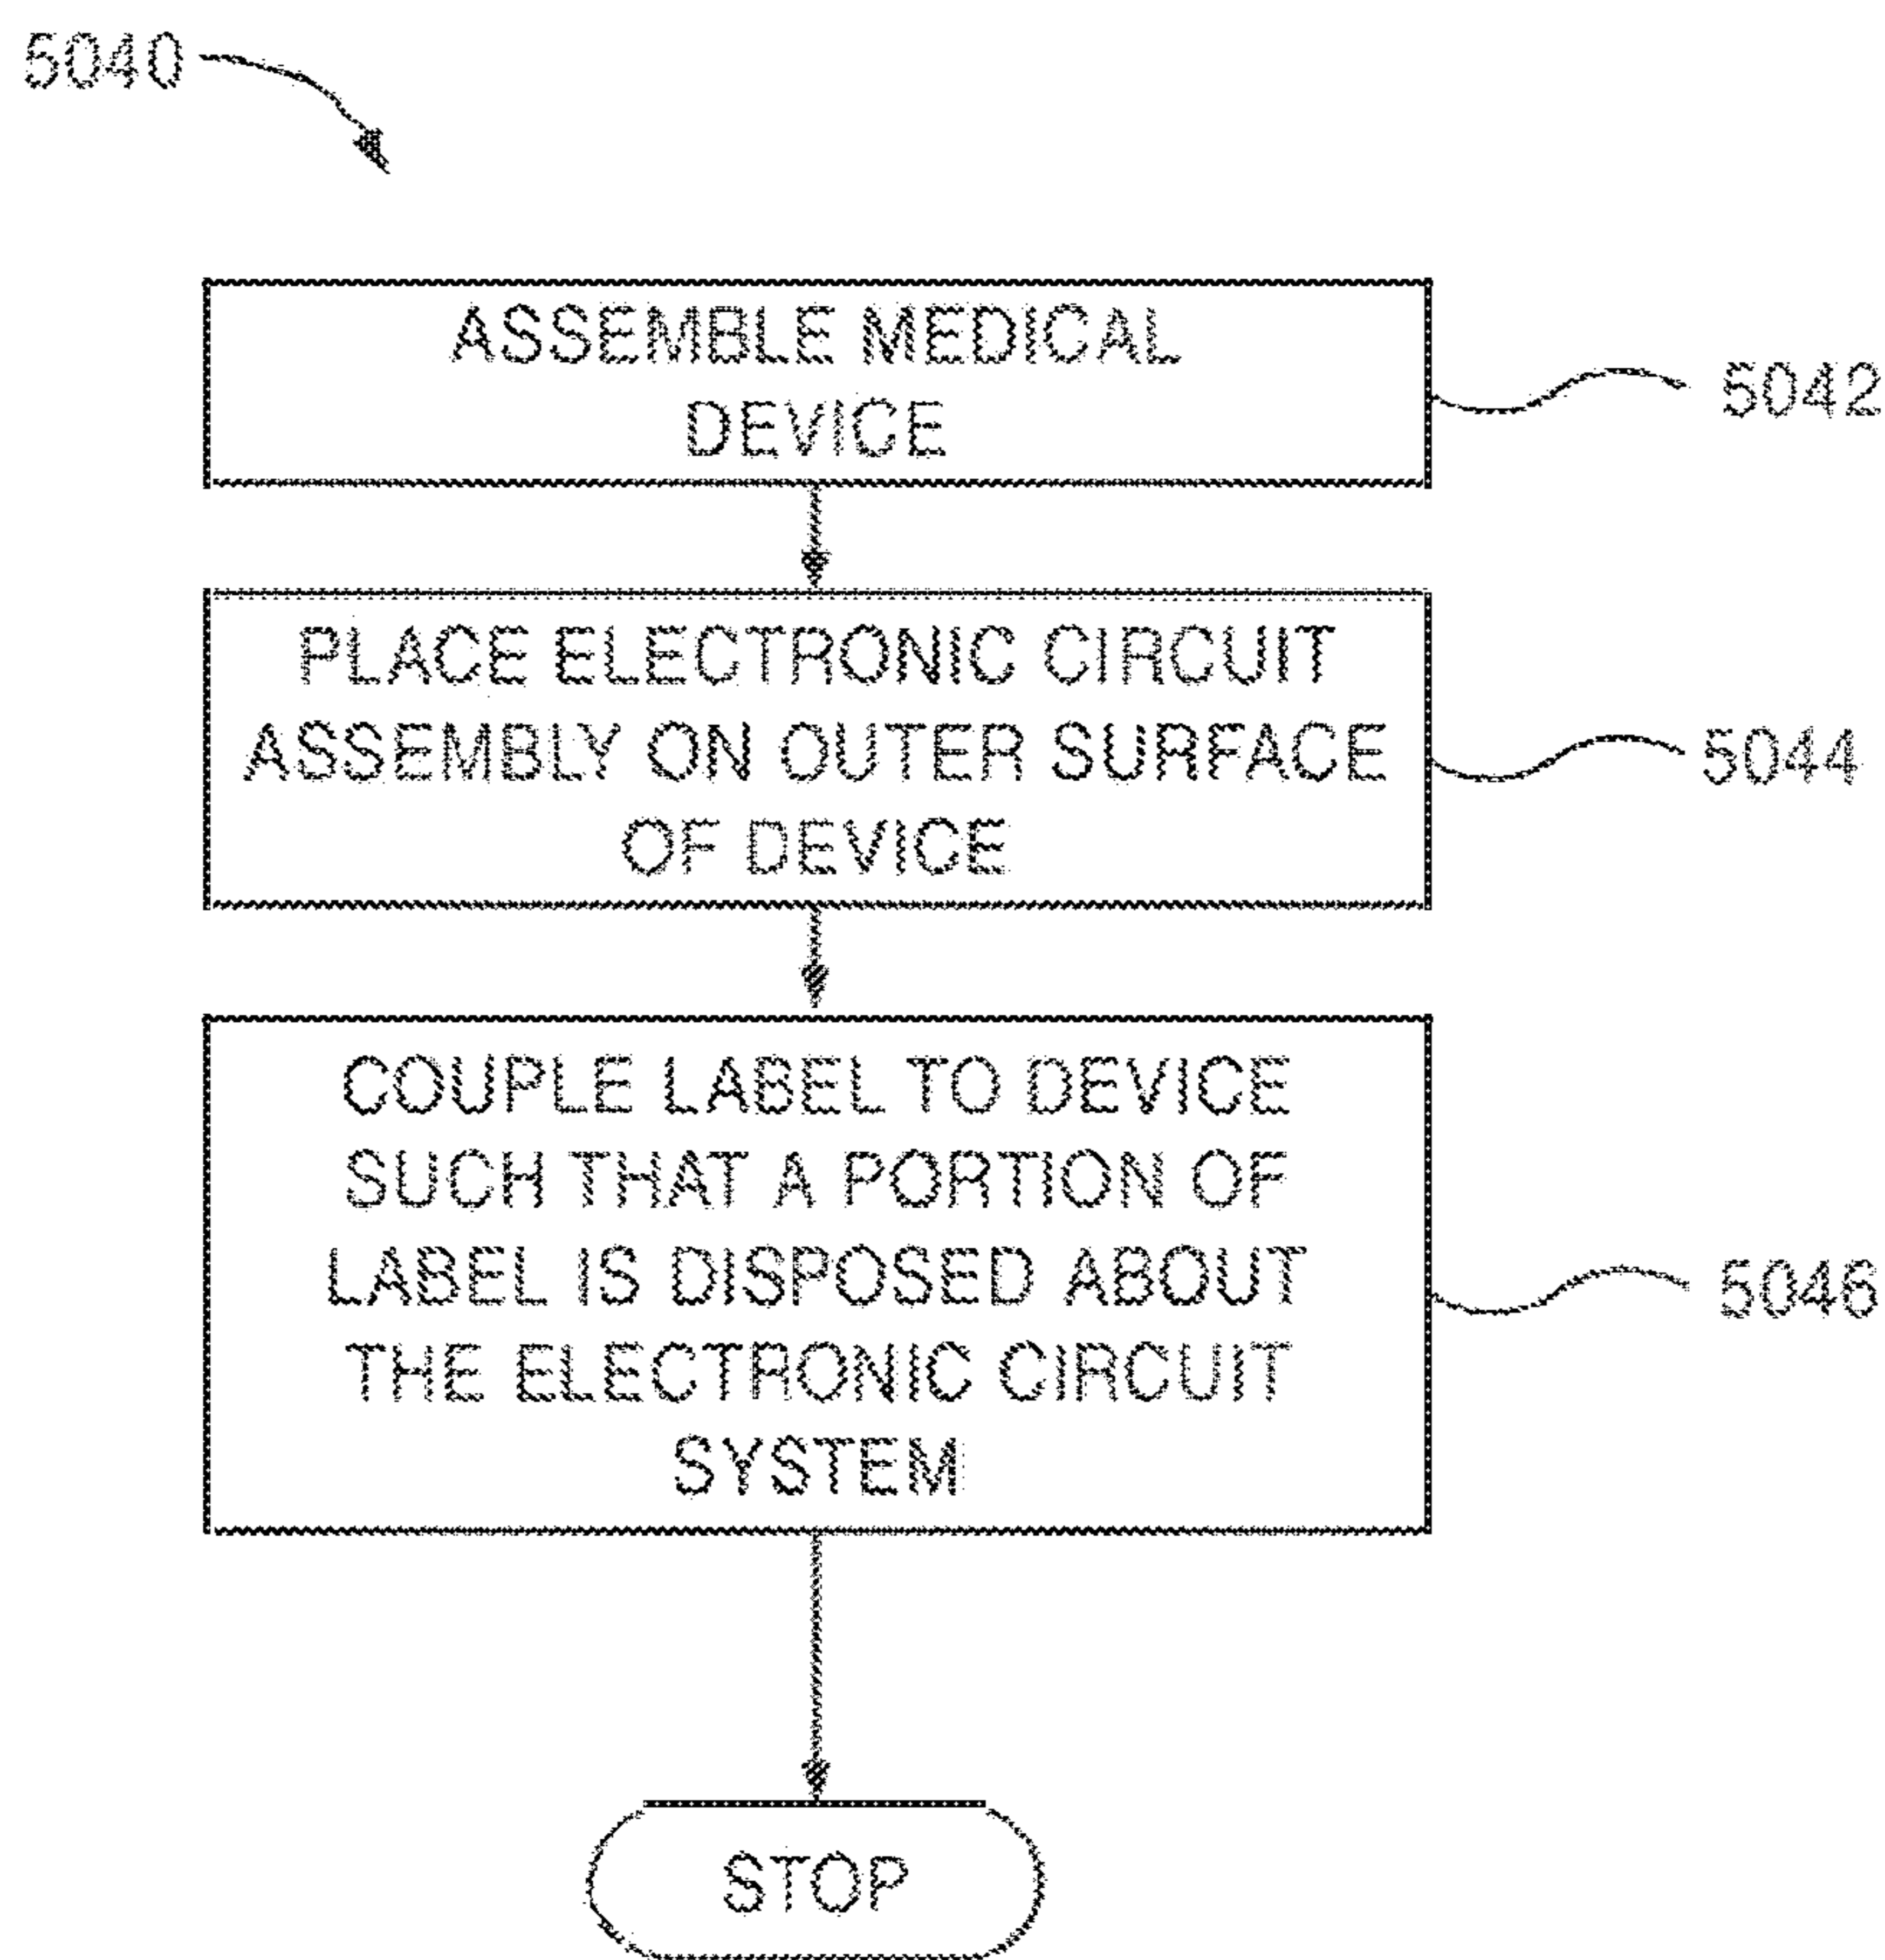 5040
ASSEMBLE MEDICAL
DEVICE
5042
PLACE ELECTRONIC CIRCUIT
ASSEMBLY ON OUTER SURFACE
OF DEVICE
5044
COUPLE LABEL TO DEVICE
SUCH THAT A PORTION OF
LABEL IS DISPOSED ABOUT
THE ELECTRONIC CIRCUIT
SYSTEM
5046
STOP